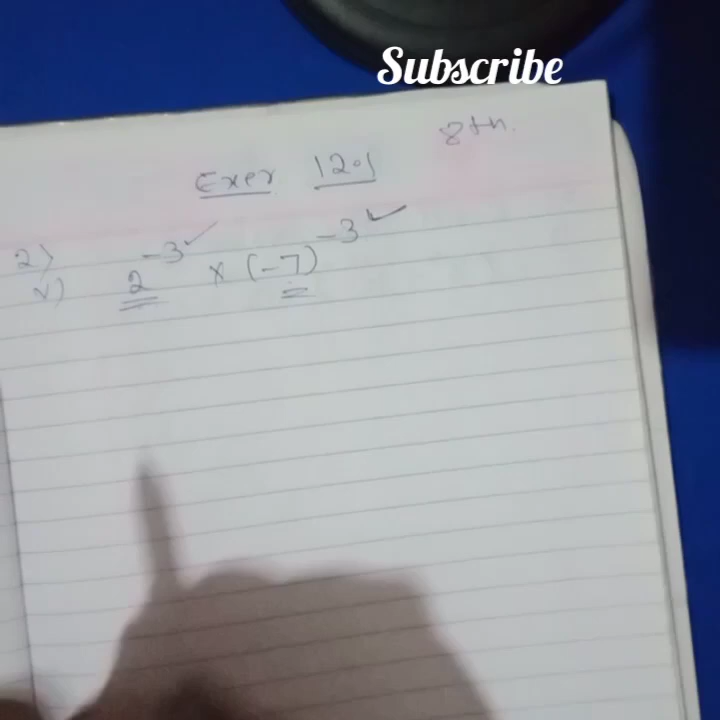 Subscribe
8th.
Exer 12.1
2)
v) 2^-3 × (-7)^-3